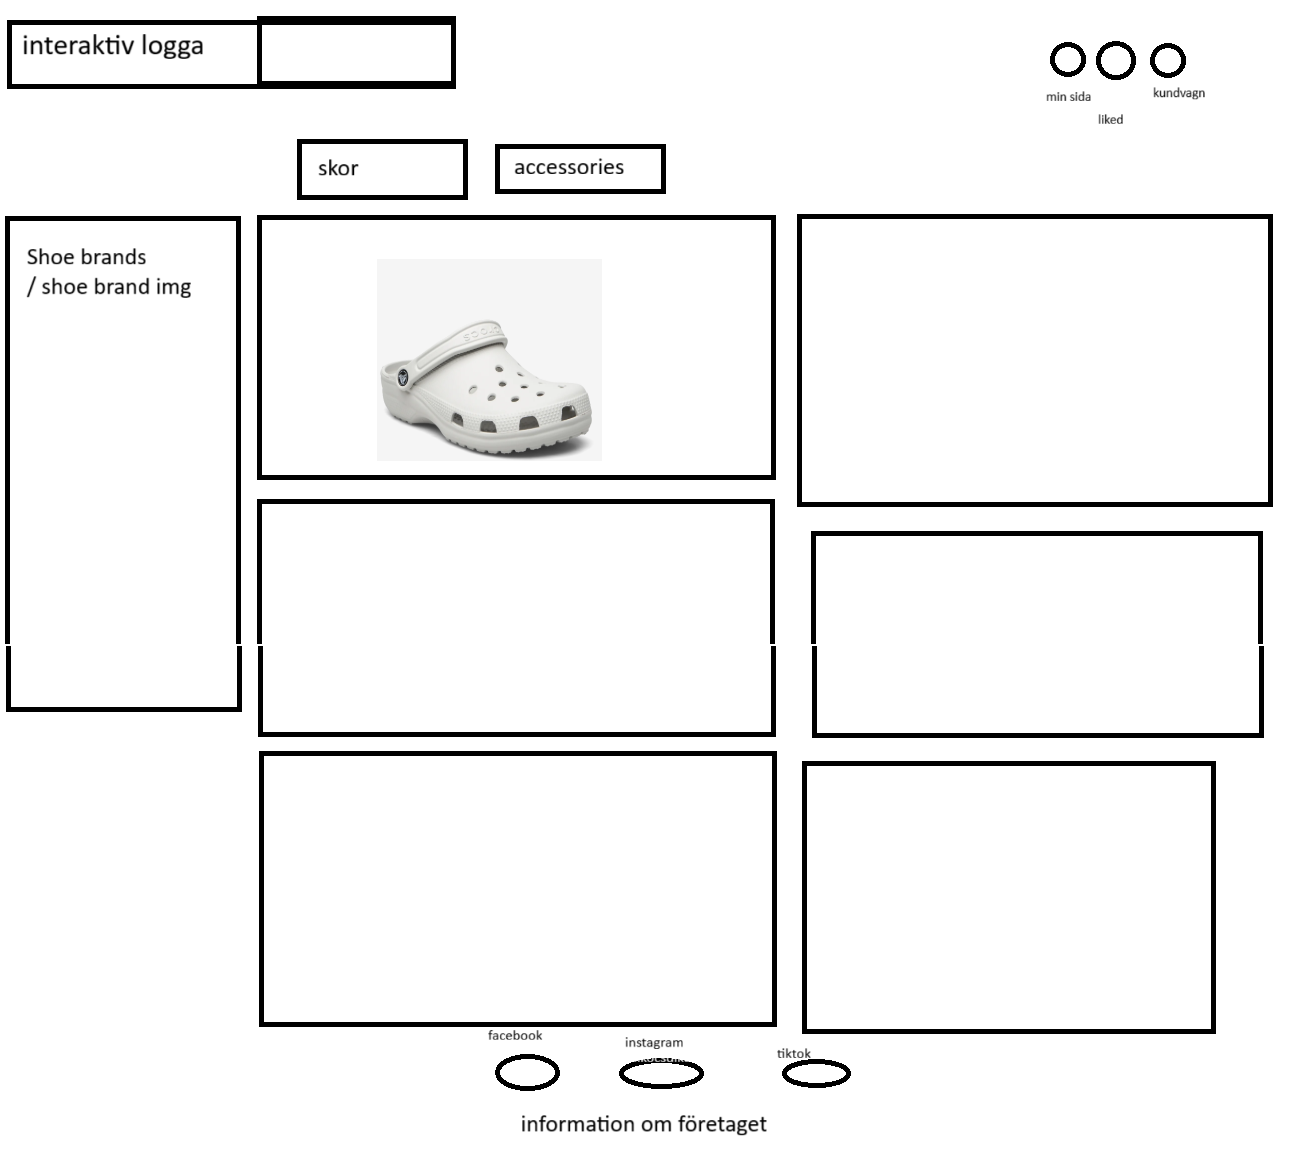 interaktiv logga
min sida
liked
kundvagn
skor
accessories
Shoe brands
/ shoe brand img
facebook
instagram
tiktok
information om företaget